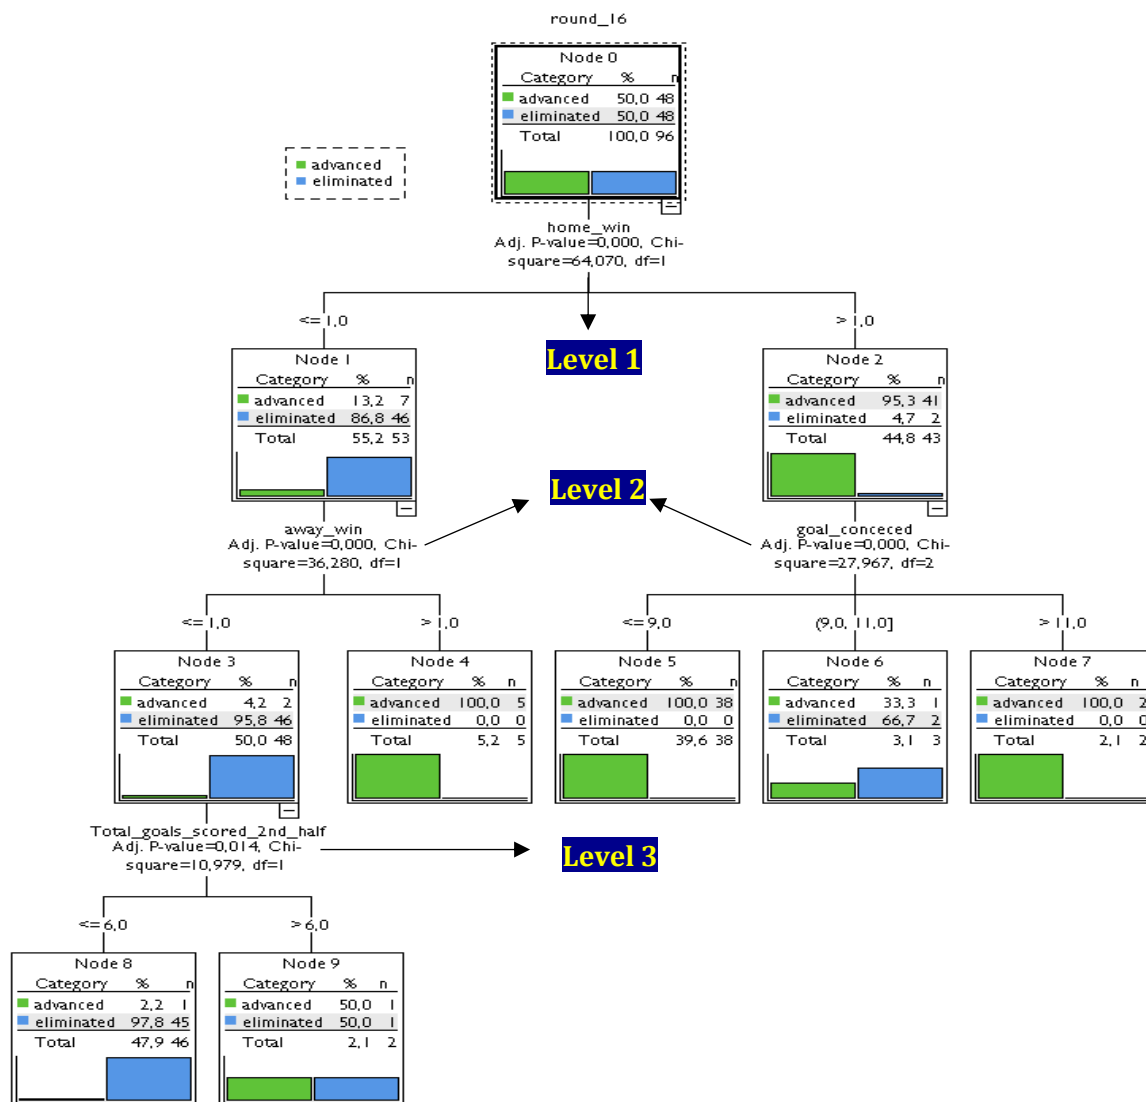 round_16
Node 0
Category % n
advanced 50,0 48
eliminated 50,0 48
Total 100,0 96
advanced
eliminated
home_win
Adj. P-value=0,000, Chi-
square=64,070, df=1
<= 1,0
> 1,0
Level 1
Node 1
Category % n
advanced 13,2 7
eliminated 86,8 46
Total 55,2 53
Node 2
Category % n
advanced 95,3 41
eliminated 4,7 2
Total 44,8 43
Level 2
away_win
Adj. P-value=0,000, Chi-
square=36,280, df=1
goal_conceced
Adj. P-value=0,000, Chi-
square=27,967, df=2
<= 1,0
> 1,0
<= 9,0
(9,0, 11,0]
> 11,0
Node 3
Category % n
advanced 4,2 2
eliminated 95,8 46
Total 50,0 48
Node 4
Category % n
advanced 100,0 5
eliminated 0,0 0
Total 5,2 5
Node 5
Category % n
advanced 100,0 38
eliminated 0,0 0
Total 39,6 38
Node 6
Category % n
advanced 33,3 1
eliminated 66,7 2
Total 3,1 3
Node 7
Category % n
advanced 100,0 2
eliminated 0,0 0
Total 2,1 2
Total_goals_scored_2nd_half
Adj. P-value=0,014, Chi-
square=10,979, df=1
Level 3
<= 6,0
> 6,0
Node 8
Category % n
advanced 2,2 1
eliminated 97,8 45
Total 47,9 46
Node 9
Category % n
advanced 50,0 1
eliminated 50,0 1
Total 2,1 2